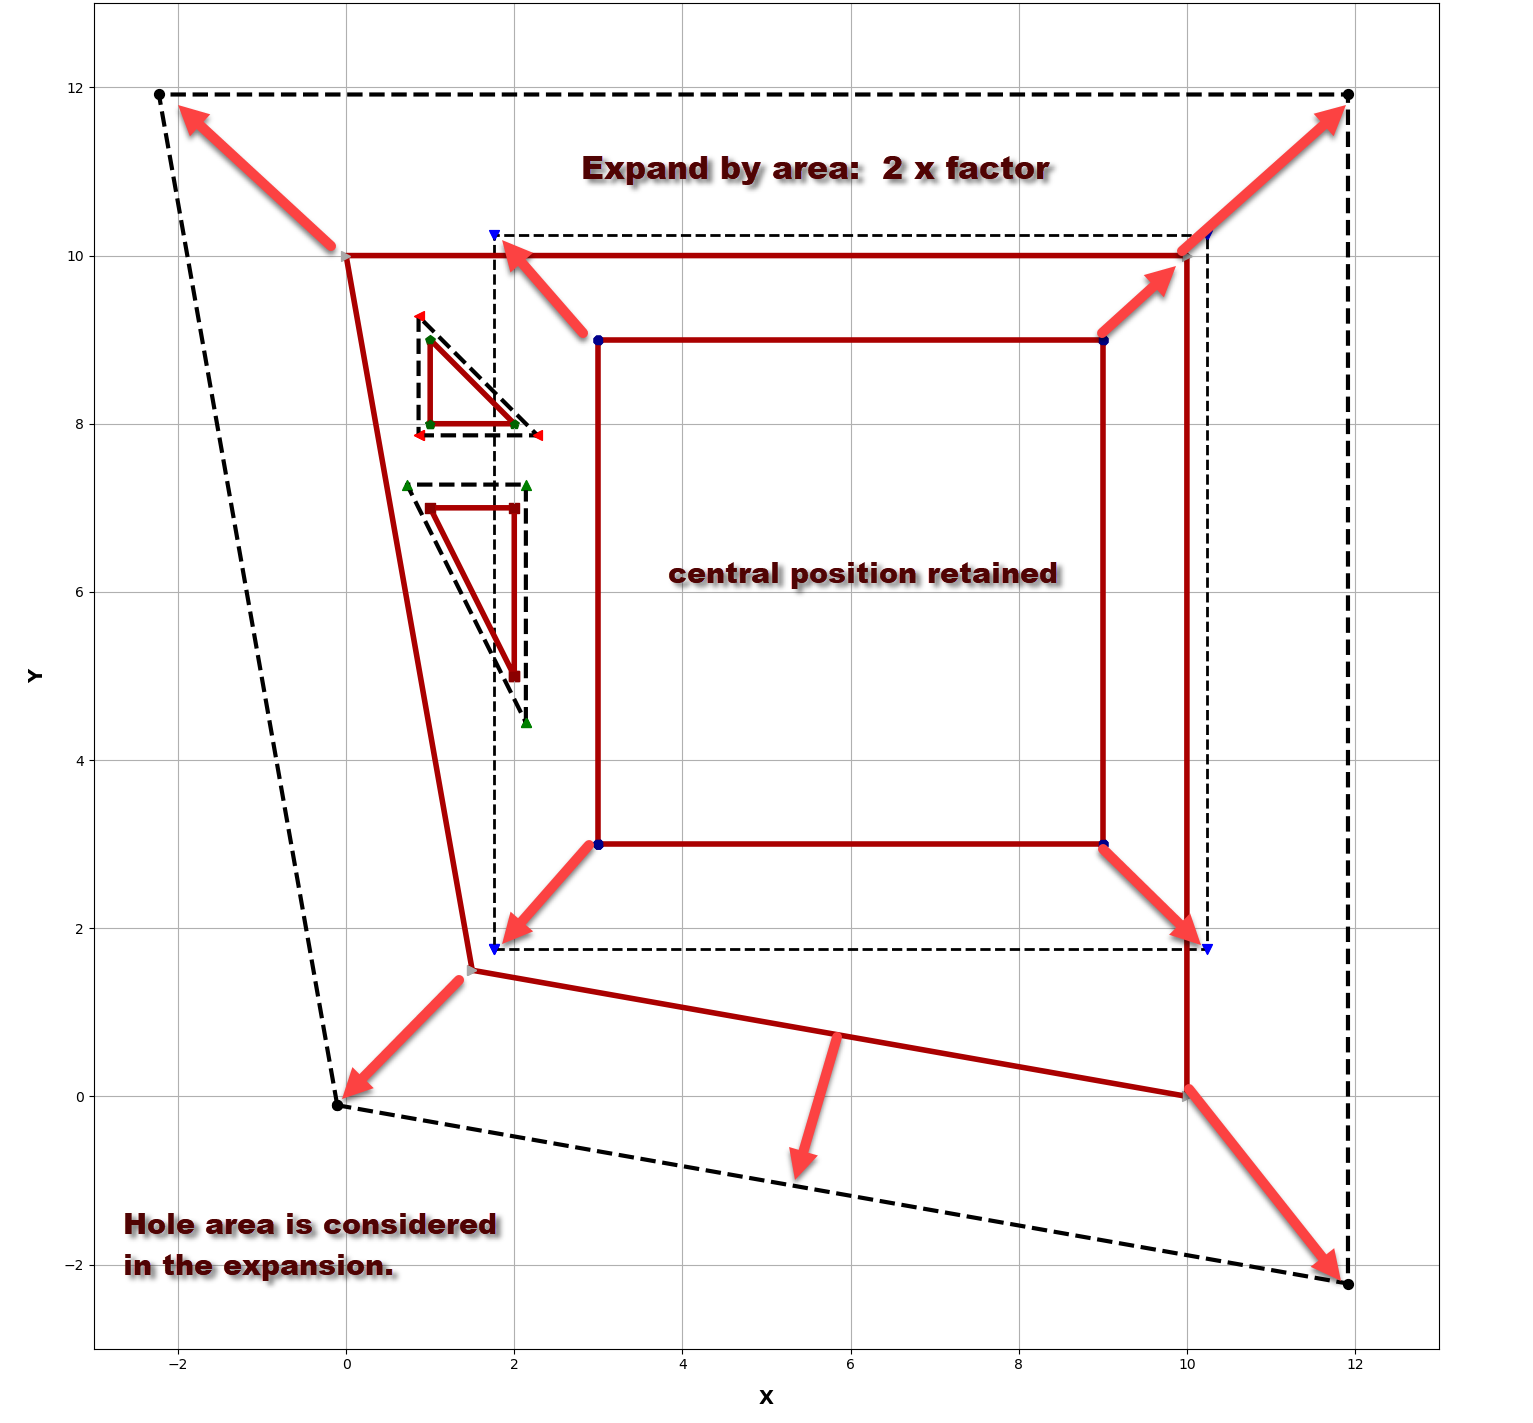 12
Expand by area:  2 x factor
10
8
central position retained
6
Y
4
2
0
Hole area is considered
in the expansion.
−2
−2
0
2
4
6
8
10
12
X